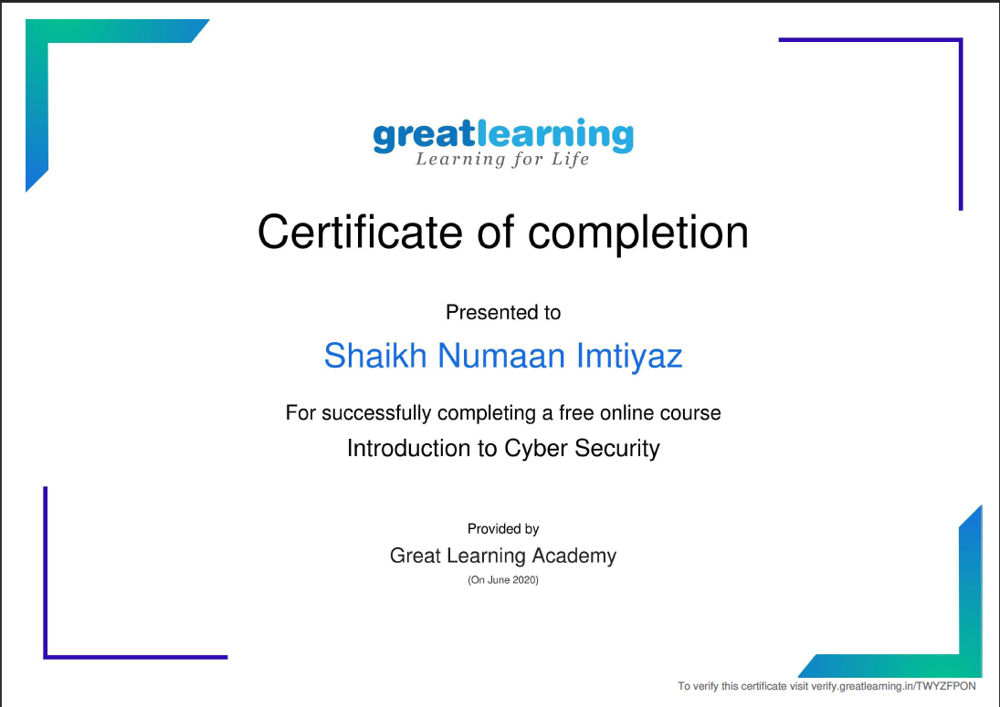 greatlearning
Learning for Life
Certificate of completion
Presented to
Shaikh Numaan Imtiyaz
For successfully completing a free online course
Introduction to Cyber Security
Provided by
Great Learning Academy
(On June 2020)
To verify this certificate visit verify.greatlearning.in/TWYZFPON